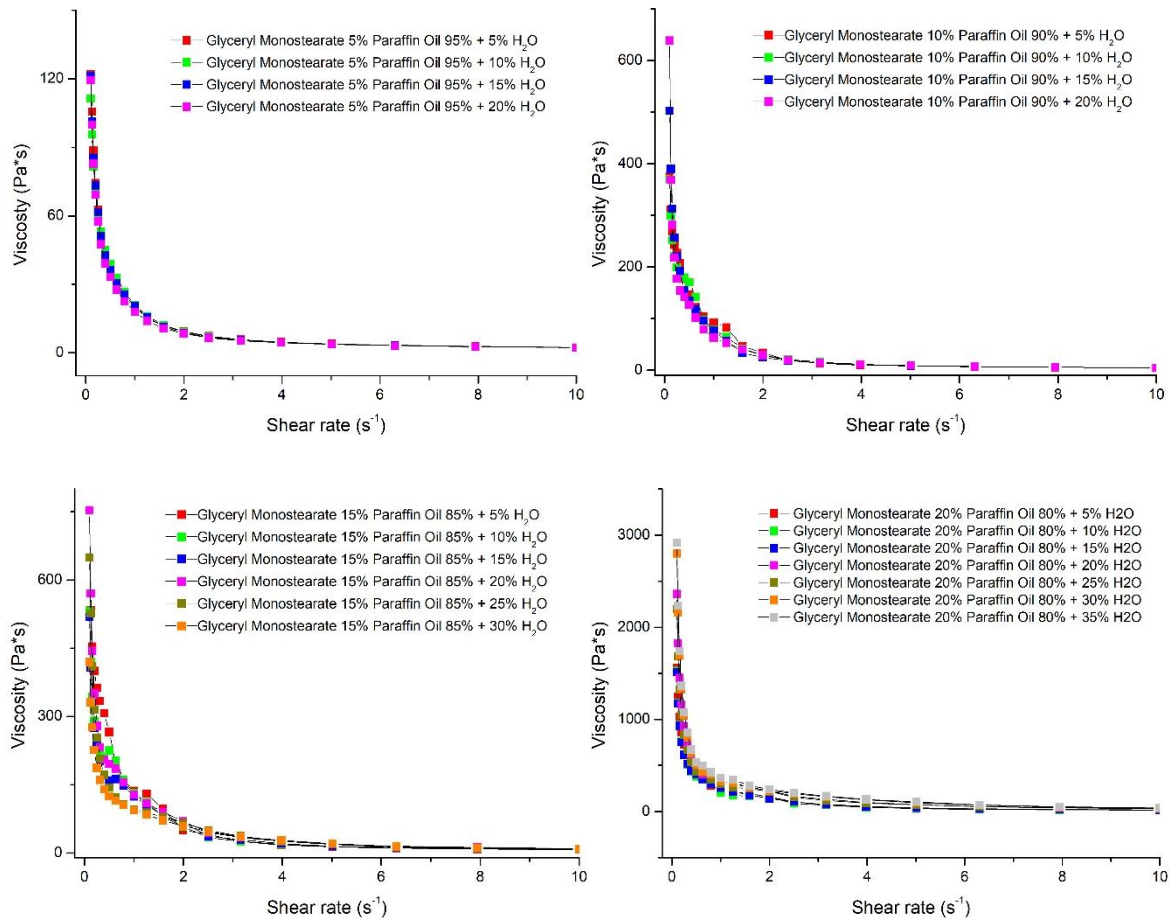 Glyceryl Monostearate 5% Paraffin Oil 95% + 5% H₂O
Glyceryl Monostearate 5% Paraffin Oil 95% + 10% H₂O
Glyceryl Monostearate 5% Paraffin Oil 95% + 15% H₂O
Glyceryl Monostearate 5% Paraffin Oil 95% + 20% H₂O
120
60
0
Viscosty (Pa*s)
0 2 4 6 8 10
Shear rate (s⁻¹)
Glyceryl Monostearate 10% Paraffin Oil 90% + 5% H₂O
Glyceryl Monostearate 10% Paraffin Oil 90% + 10% H₂O
Glyceryl Monostearate 10% Paraffin Oil 90% + 15% H₂O
Glyceryl Monostearate 10% Paraffin Oil 90% + 20% H₂O
600
400
200
0
Viscosity (Pa*s)
0 2 4 6 8 10
Shear rate (s⁻¹)
Glyceryl Monostearate 15% Paraffin Oil 85% + 5% H₂O
Glyceryl Monostearate 15% Paraffin Oil 85% + 10% H₂O
Glyceryl Monostearate 15% Paraffin Oil 85% + 15% H₂O
Glyceryl Monostearate 15% Paraffin Oil 85% + 20% H₂O
Glyceryl Monostearate 15% Paraffin Oil 85% + 25% H₂O
Glyceryl Monostearate 15% Paraffin Oil 85% + 30% H₂O
600
300
0
Viscosity (Pa*s)
0 2 4 6 8 10
Shear rate (s⁻¹)
Glyceryl Monostearate 20% Paraffin Oil 80% + 5% H2O
Glyceryl Monostearate 20% Paraffin Oil 80% + 10% H2O
Glyceryl Monostearate 20% Paraffin Oil 80% + 15% H2O
Glyceryl Monostearate 20% Paraffin Oil 80% + 20% H2O
Glyceryl Monostearate 20% Paraffin Oil 80% + 25% H2O
Glyceryl Monostearate 20% Paraffin Oil 80% + 30% H2O
Glyceryl Monostearate 20% Paraffin Oil 80% + 35% H2O
3000
2000
1000
0
Viscosity (Pa*s)
0 2 4 6 8 10
Shear rate (s⁻¹)